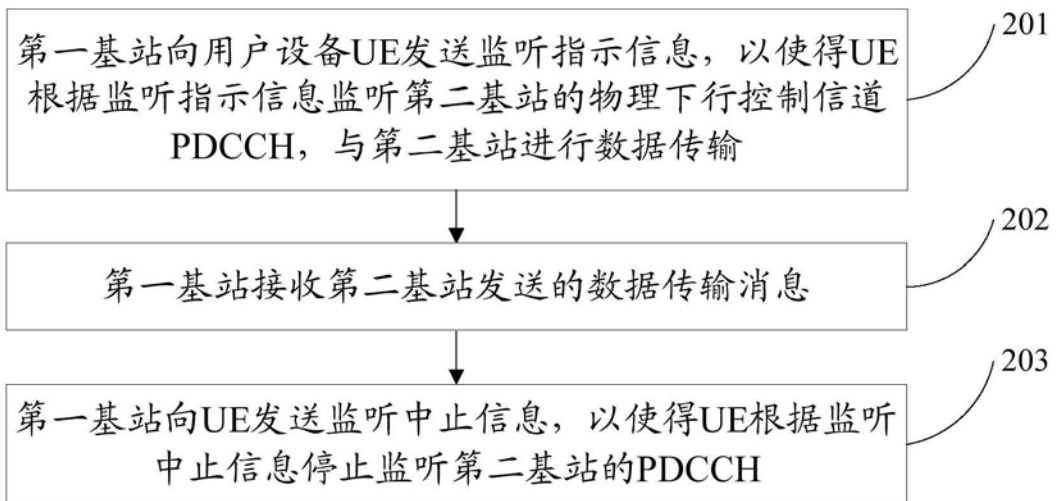 第一基站向用户设备UE发送监听指示信息，以使得UE
根据监听指示信息监听第二基站的物理下行控制信道
PDCCH，与第二基站进行数据传输
201
第一基站接收第二基站发送的数据传输消息
202
第一基站向UE发送监听中止信息，以使得UE根据监听
中止信息停止监听第二基站的PDCCH
203